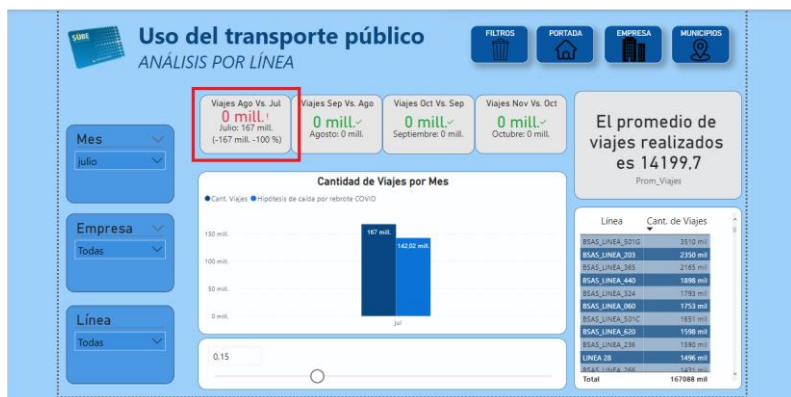 SUBE
Uso del transporte público
ANÁLISIS POR LÍNEA
FILTROS
PORTADA
EMPRESA
MUNICIPIOS
Viajes Ago Vs. Jul
0 mill.!
Julio: 167 mill.
(-167 mill. -100 %)
Viajes Sep Vs. Ago
0 mill.✓
Agosto: 0 mill.
Viajes Oct Vs. Sep
0 mill.✓
Septiembre: 0 mill.
Viajes Nov Vs. Oct
0 mill.✓
Octubre: 0 mill.
El promedio de
viajes realizados
es 14199,7
Prom_Viajes
Mes
julio
Empresa
Todas
Línea
Todas
Cantidad de Viajes por Mes
Cant. Viajes Hipótesis de caída por rebrote COVID
150 mill.
100 mill.
50 mill.
0 mill.
167 mill.
142,02 mill.
Jul
0,15
Línea Cant. de Viajes
BSAS_LINEA_501G 3510 mil
BSAS_LINEA_203 2350 mil
BSAS_LINEA_365 2165 mil
BSAS_LINEA_440 1898 mil
BSAS_LINEA_324 1793 mil
BSAS_LINEA_060 1753 mil
BSAS_LINEA_501C 1651 mil
BSAS_LINEA_620 1598 mil
BSAS_LINEA_236 1590 mil
LINEA 28 1496 mil
BSAS_LINEA_266 1431 mil
Total 167088 mil